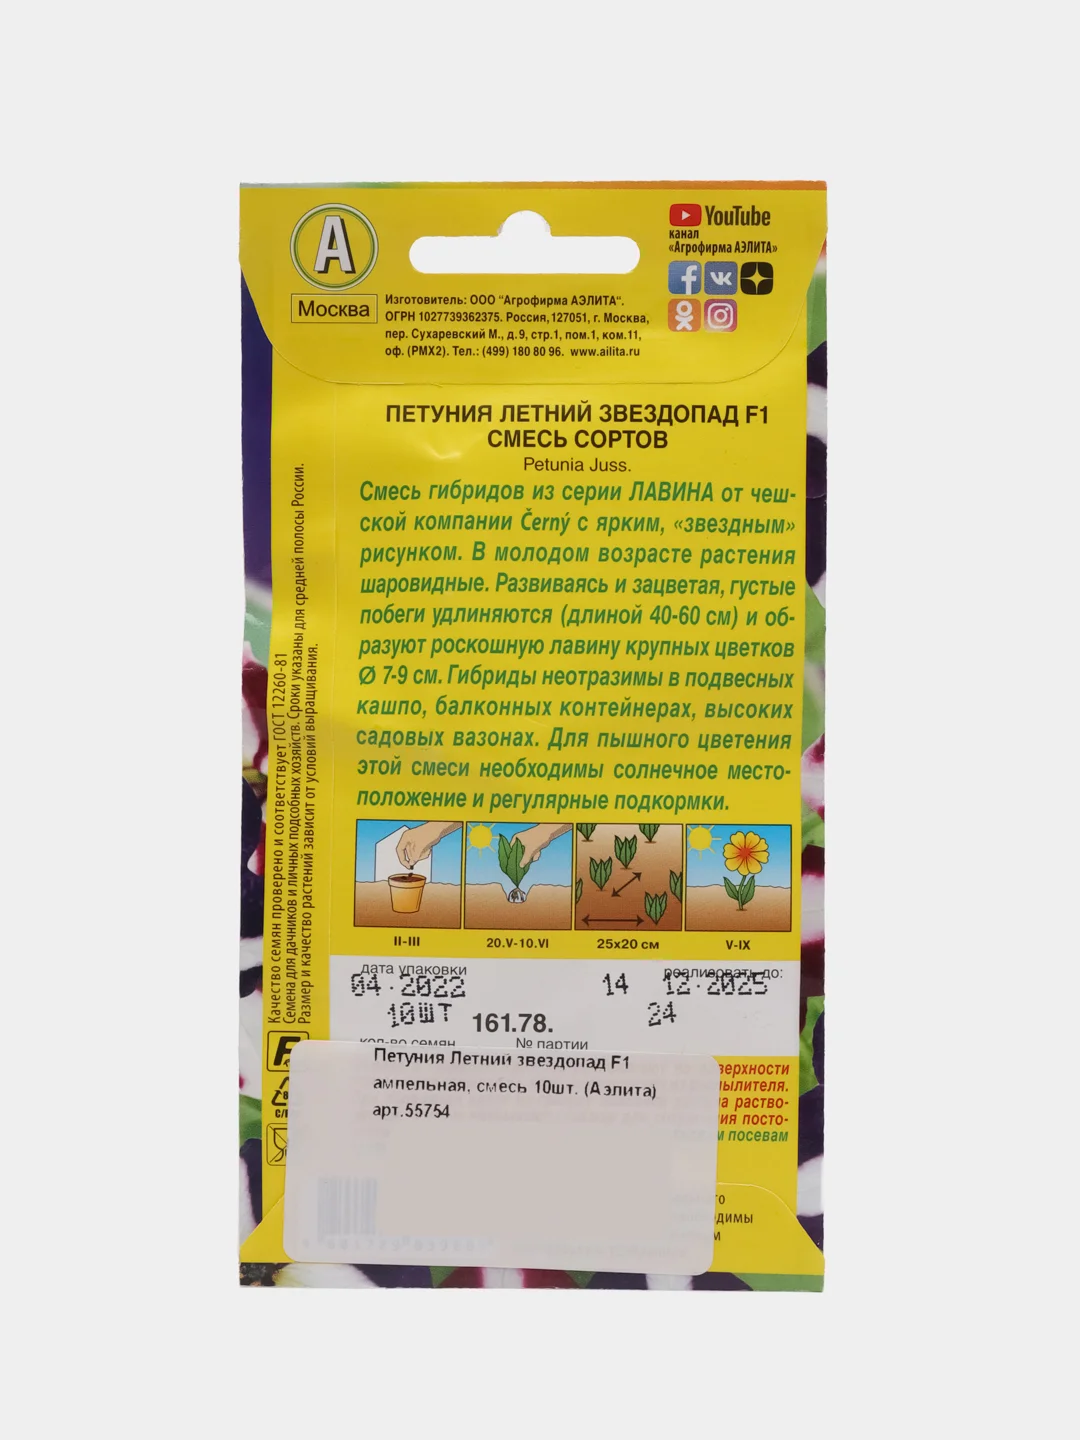 А
Москва
YouTube
канал
«Агрофирма АЭЛИТА»
Изготовитель: ООО “Агрофирма АЭЛИТА“.
ОГРН 1027739362375. Россия,127051, г. Москва,
пер. Сухаревский М., д.9, стр.1, пом.1, ком.11,
оф. (РМХ2). Тел.: (499) 180 80 96. www.ailita.ru
ПЕТУНИЯ ЛЕТНИЙ ЗВЕЗДОПАД F1
СМЕСЬ СОРТОВ
Petunia Juss.
Смесь гибридов из серии ЛАВИНА от чеш-
ской компании Černý с ярким, «звездным»
рисунком. В молодом возрасте растения
шаровидные. Развиваясь и зацветая, густые
побеги удлиняются (длиной 40-60 см) и об-
разуют роскошную лавину крупных цветков
Ø 7-9 см. Гибриды неотразимы в подвесных
кашпо, балконных контейнерах, высоких
садовых вазонах. Для пышного цветения
этой смеси необходимы солнечное место-
положение и регулярные подкормки.
II-III
20.V-10.VI
25x20 см
V-IX
Качество семян проверено и соответствует ГОСТ 12260-81
Семена для дачников и личных подсобных хозяйств. Сроки указаны для средней полосы России.
Размер и качество растений зависит от условий выращивания.
дата упаковки
реализовать до:
04.2022
14
12.2025
10ШТ
161.78.
24
кол-во семян
№ партии
Петуния Летний звездопад F1
ампельная, смесь 10шт. (Аэлита)
арт.55754
посевам